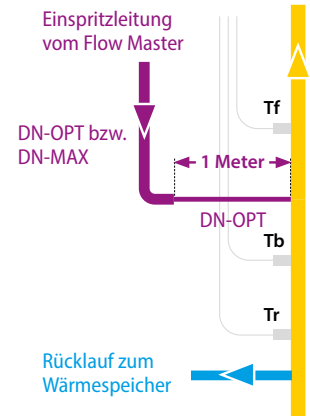 Einspritzleitung
vom Flow Master
Tf
DN-OPT bzw.
DN-MAX
1 Meter
DN-OPT
Tb
Tr
Rücklauf zum
Wärmespeicher